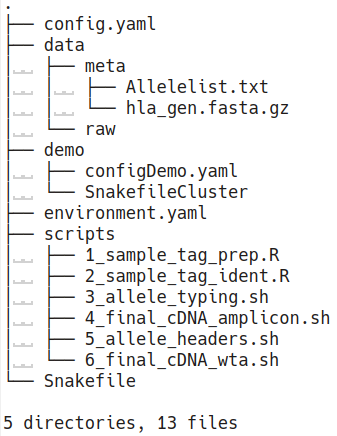 .
├── config.yaml
├── data
│   ├── meta
│   │   ├── Allelelist.txt
│   │   └── hla_gen.fasta.gz
│   └── raw
├── demo
│   ├── configDemo.yaml
│   └── SnakefileCluster
├── environment.yaml
├── scripts
│   ├── 1_sample_tag_prep.R
│   ├── 2_sample_tag_ident.R
│   ├── 3_allele_typing.sh
│   ├── 4_final_cDNA_amplicon.sh
│   ├── 5_allele_headers.sh
│   └── 6_final_cDNA_wta.sh
└── Snakefile
5 directories, 13 files